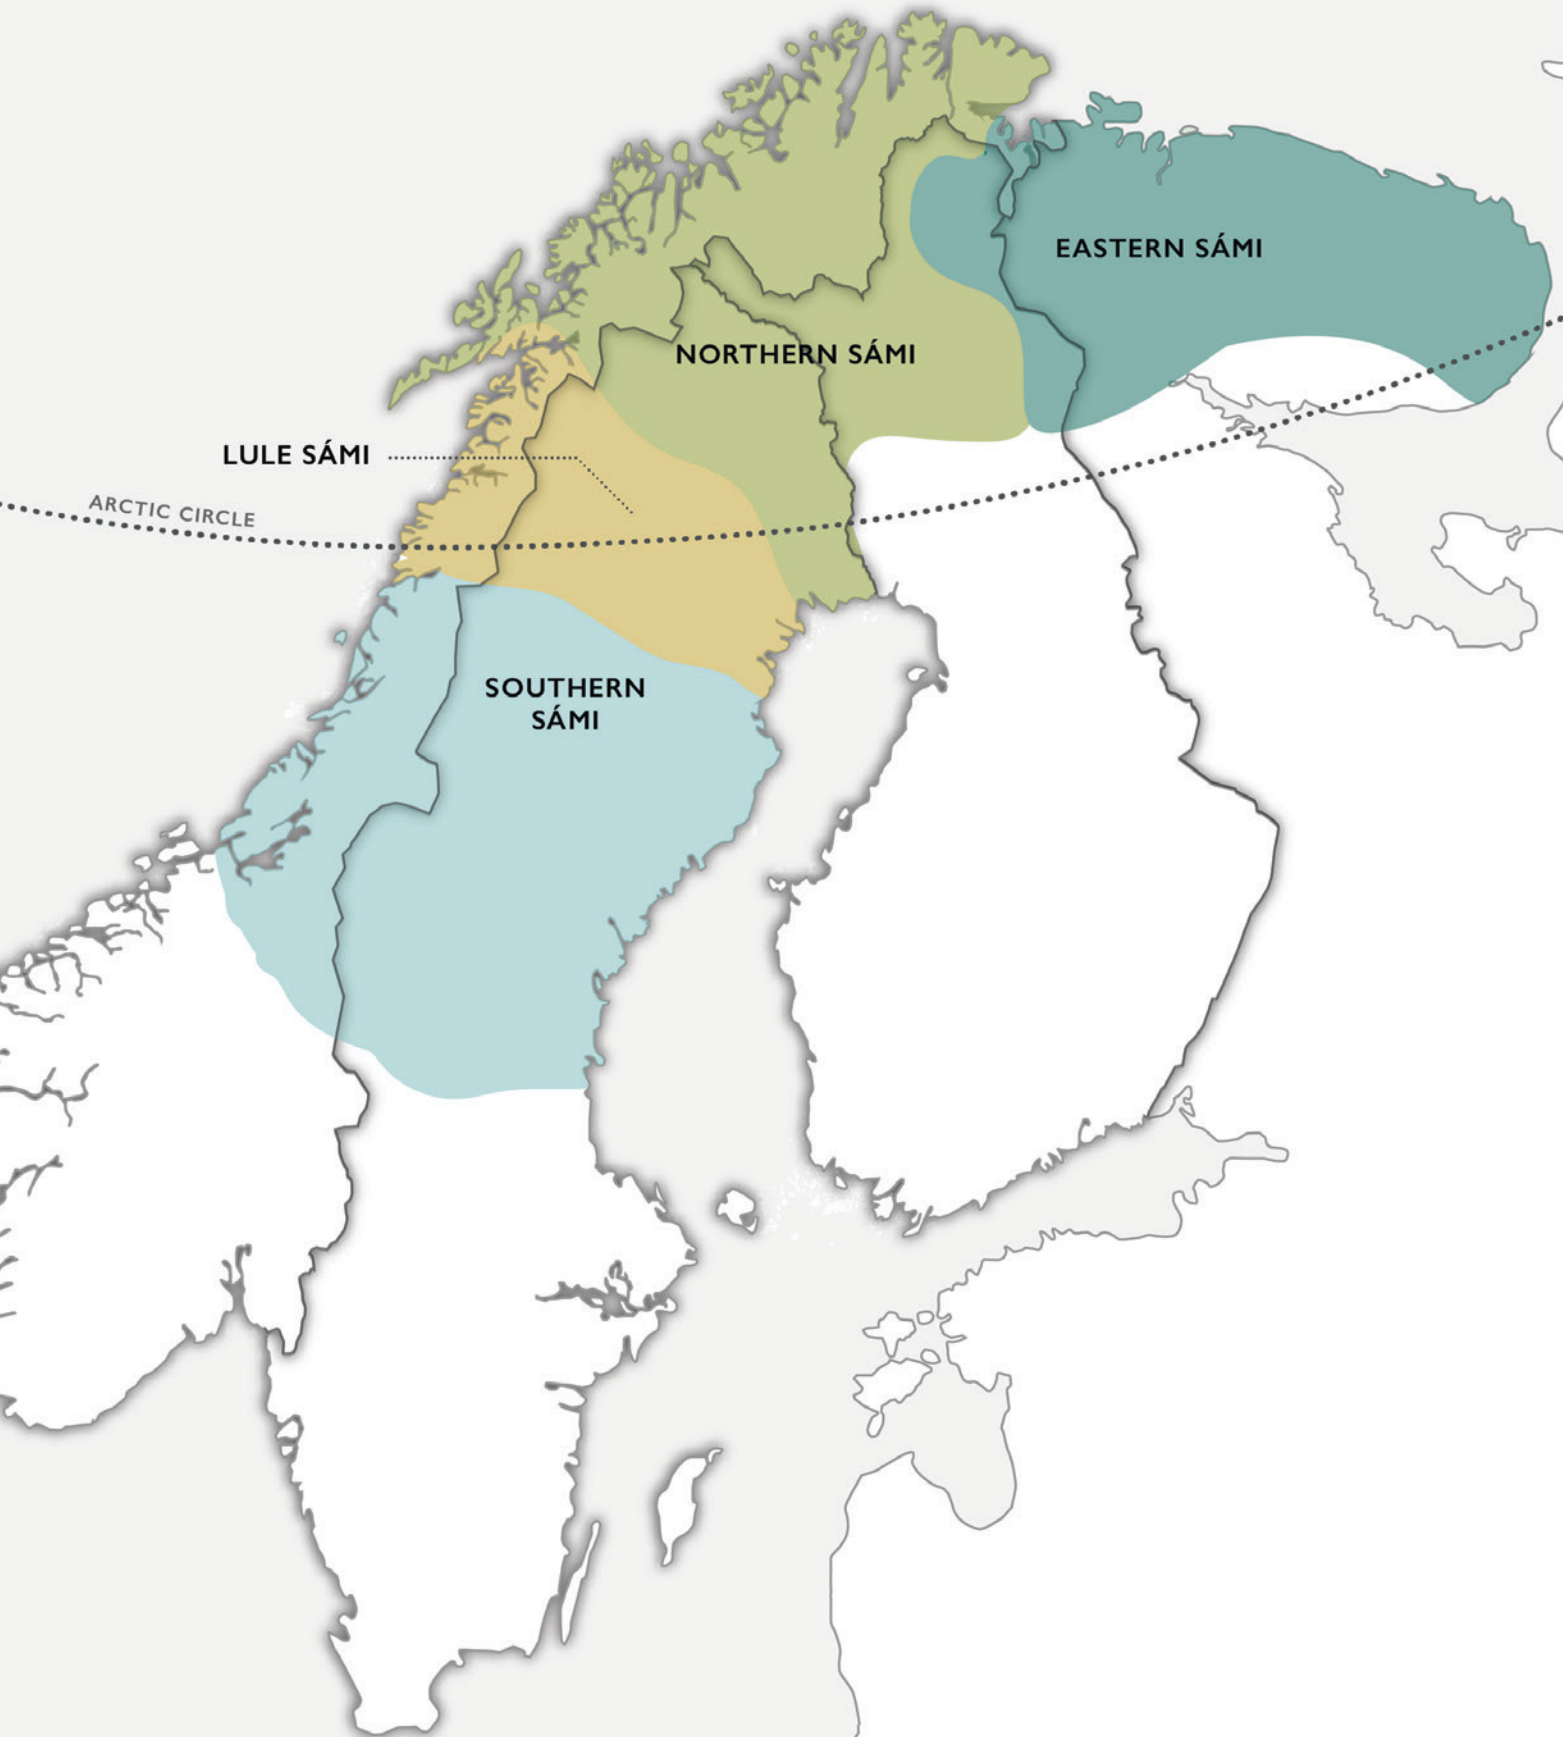 EASTERN SÁMI
NORTHERN SÁMI
LULE SÁMI
ARCTIC CIRCLE
SOUTHERN
SÁMI